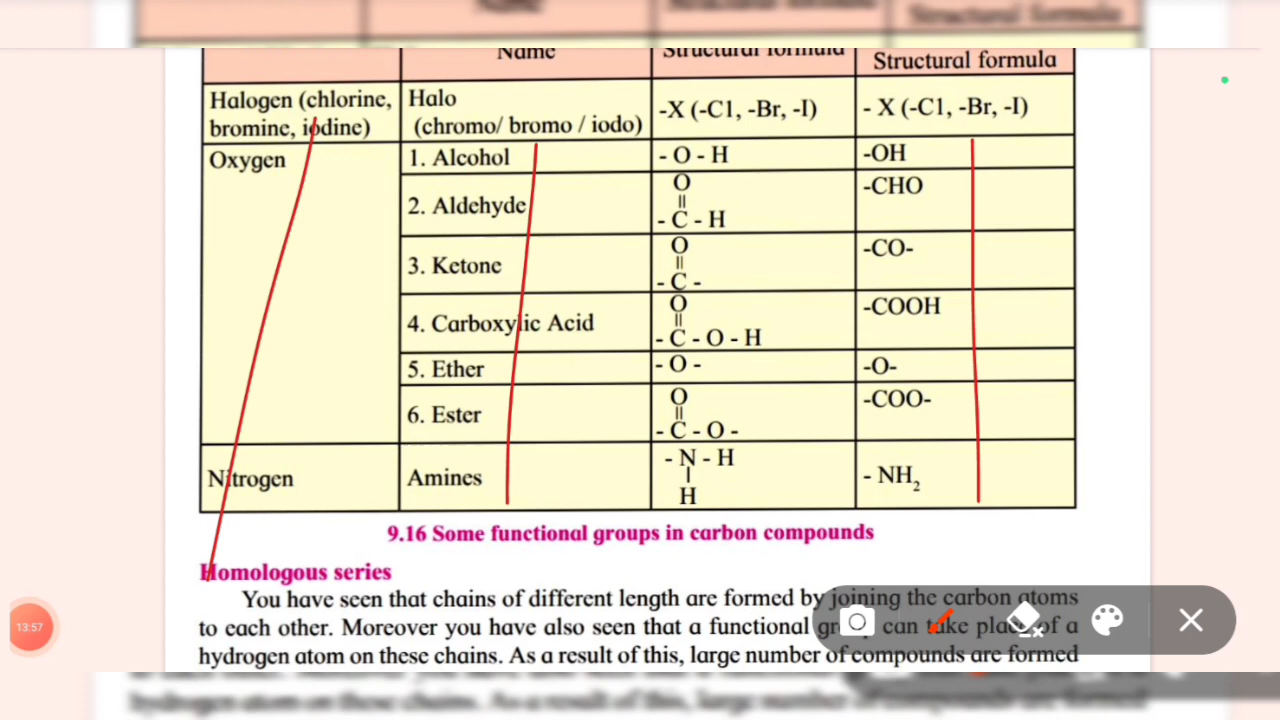 Name Structural formula Structural formula
Halogen (chlorine, Halo -X (-C1, -Br, -I) - X (-C1, -Br, -I)
bromine, iodine) (chromo/ bromo / iodo)
Oxygen 1. Alcohol - O - H -OH
O
||
2. Aldehyde - C - H -CHO
O
||
3. Ketone - C - -CO-
O
||
4. Carboxylic Acid - C - O - H -COOH
5. Ether - O - -O-
O
||
6. Ester - C - O - -COO-
Nitrogen Amines - N - H - NH₂
|
H
9.16 Some functional groups in carbon compounds
Homologous series
You have seen that chains of different length are formed by joining the carbon atoms
to each other. Moreover you have also seen that a functional can take place of a
hydrogen atom on these chains. As a result of this, large number of compounds are formed
13:57